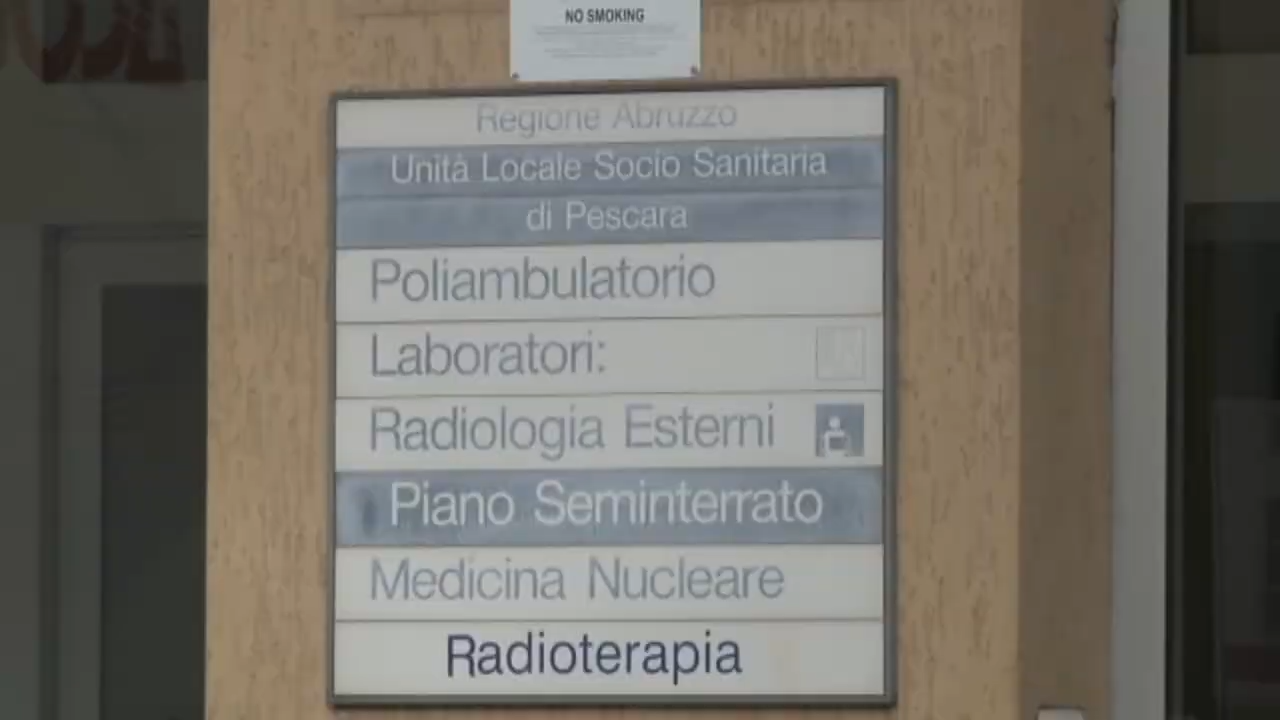 NO SMOKING
Regione Abruzzo
Unità Locale Socio Sanitaria
di Pescara
Poliambulatorio
Laboratori:
Radiologia Esterni
Piano Seminterrato
Medicina Nucleare
Radioterapia